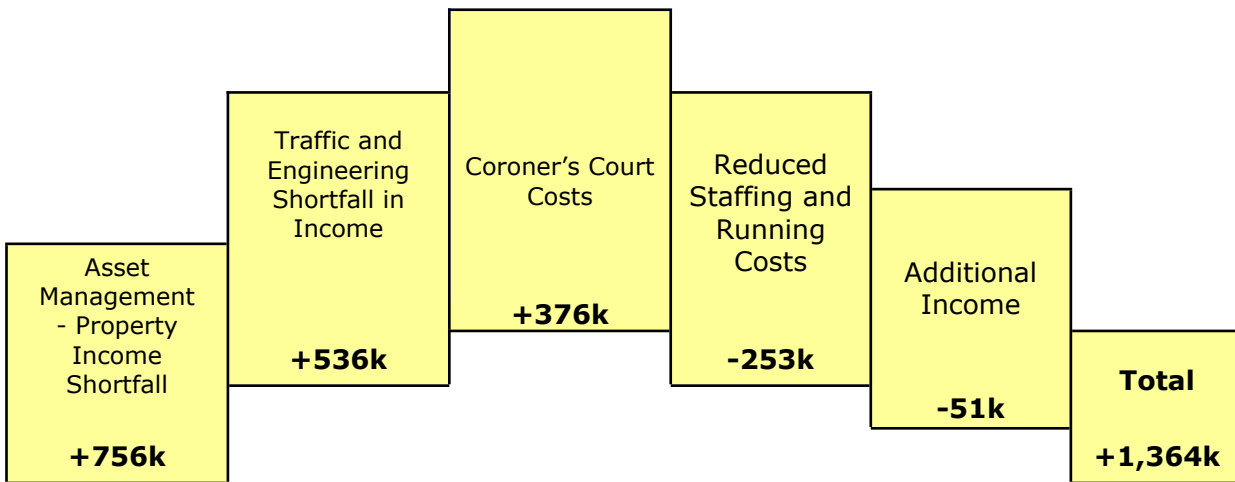 Asset
Management
- Property
Income
Shortfall
+756k
Traffic and
Engineering
Shortfall in
Income
+536k
Coroner’s Court
Costs
+376k
Reduced
Staffing and
Running
Costs
-253k
Additional
Income
-51k
Total
+1,364k